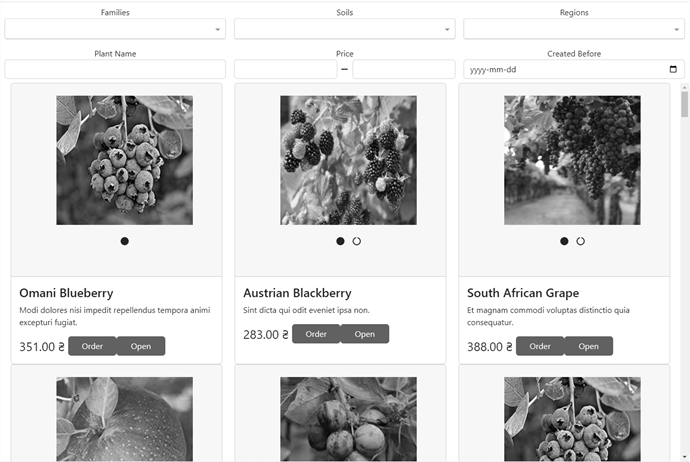 Families
Soils
Regions
Plant Name
Price
Created Before
–
yyyy-mm-dd
Omani Blueberry
Modi dolores nisi impedit repellendus tempora animi
excepturi fugiat.
351.00 ₴
Order
Open
Austrian Blackberry
Sint dicta qui odit eveniet ipsa non.
283.00 ₴
Order
Open
South African Grape
Et magnam commodi voluptas distinctio quia
consequatur.
388.00 ₴
Order
Open